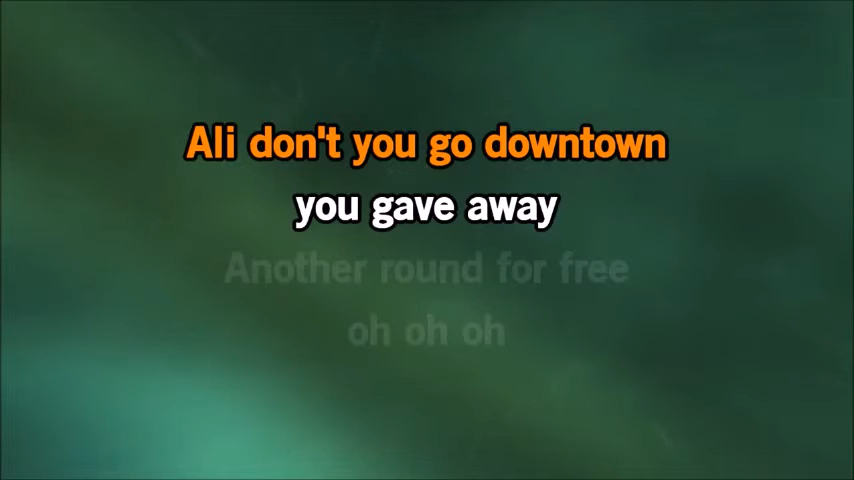 Ali don't you go downtown
you gave away
Another round for free
oh oh oh